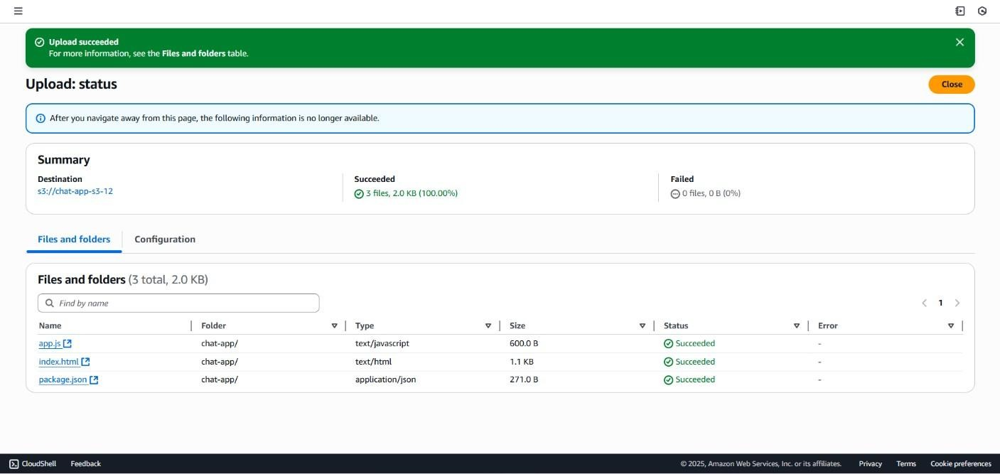 Upload succeeded
For more information, see the Files and folders table.
Upload: status
Close
After you navigate away from this page, the following information is no longer available.
Summary
Destination
s3://chat-app-s3-12
Succeeded
3 files, 2.0 KB (100.00%)
Failed
0 files, 0 B (0%)
Files and folders
Configuration
Files and folders (3 total, 2.0 KB)
Find by name
1
Name Folder Type Size Status Error
app.js chat-app/ text/javascript 600.0 B Succeeded -
index.html chat-app/ text/html 1.1 KB Succeeded -
package.json chat-app/ application/json 271.0 B Succeeded -
CloudShell Feedback © 2025, Amazon Web Services, Inc. or its affiliates. Privacy Terms Cookie preferences